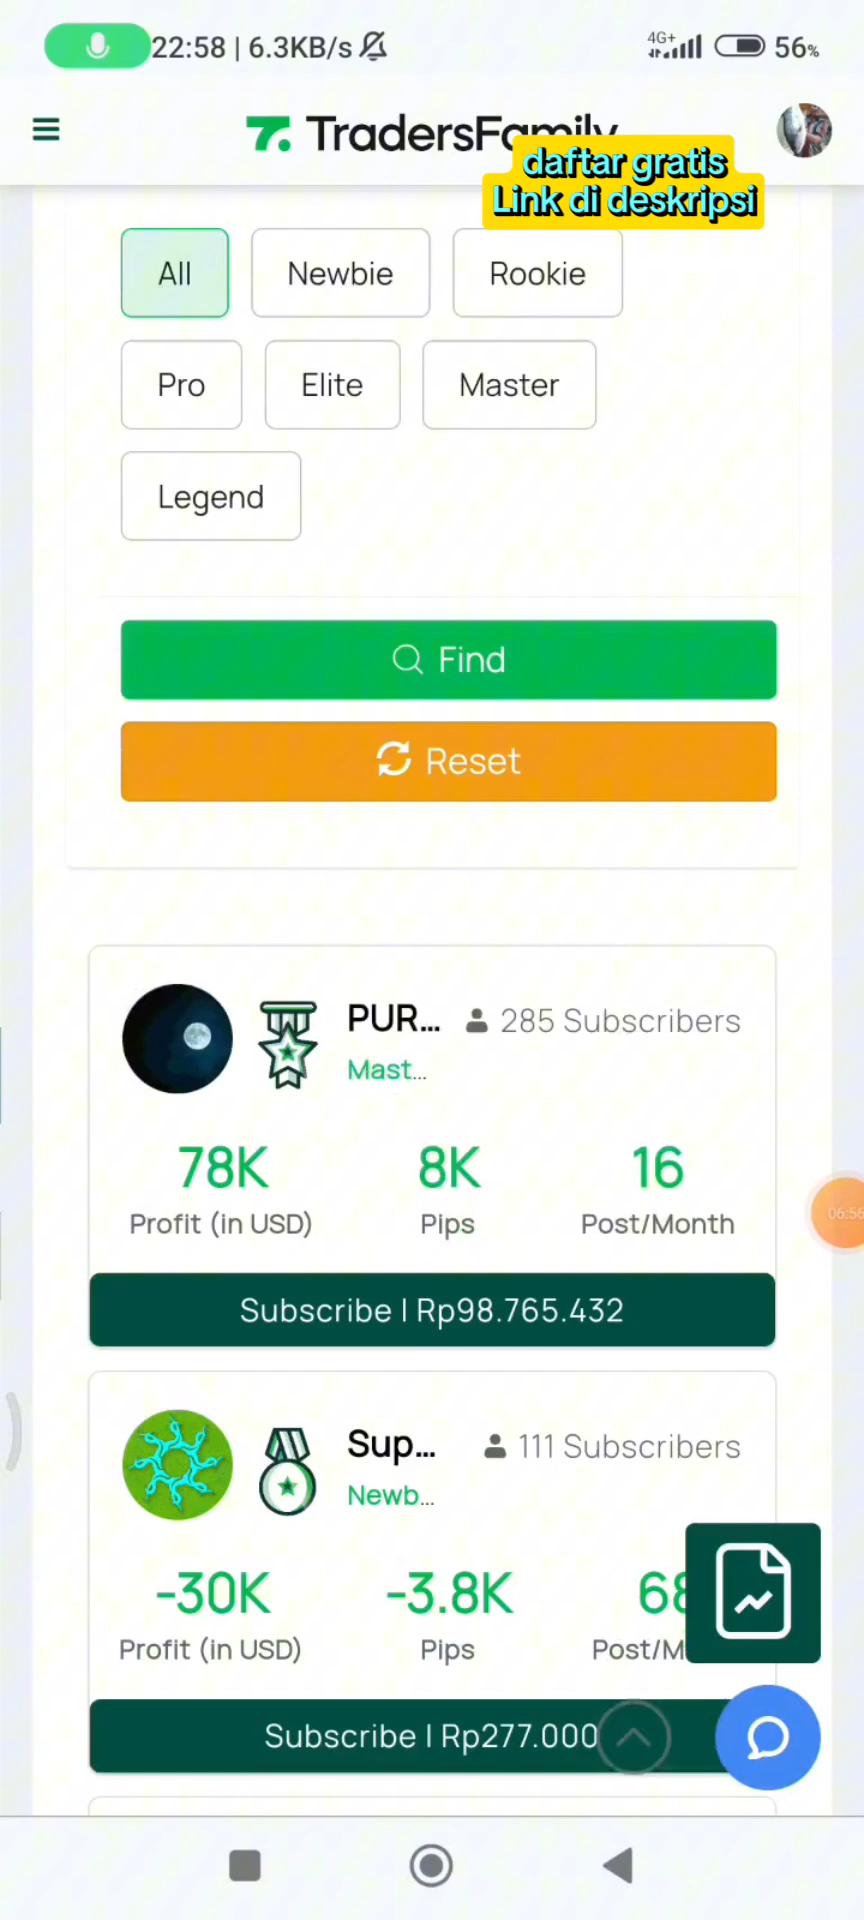 22:58 | 6.3KB/s 4G+ 56%
TradersFamily
daftar gratis
Link di deskripsi
All Newbie Rookie
Pro Elite Master
Legend
Find
Reset
PUR... 285 Subscribers
Mast...
78K 8K 16
Profit (in USD) Pips Post/Month
Subscribe | Rp98.765.432
06:56
Sup... 111 Subscribers
Newb...
-30K -3.8K 68
Profit (in USD) Pips Post/M
Subscribe | Rp277.000